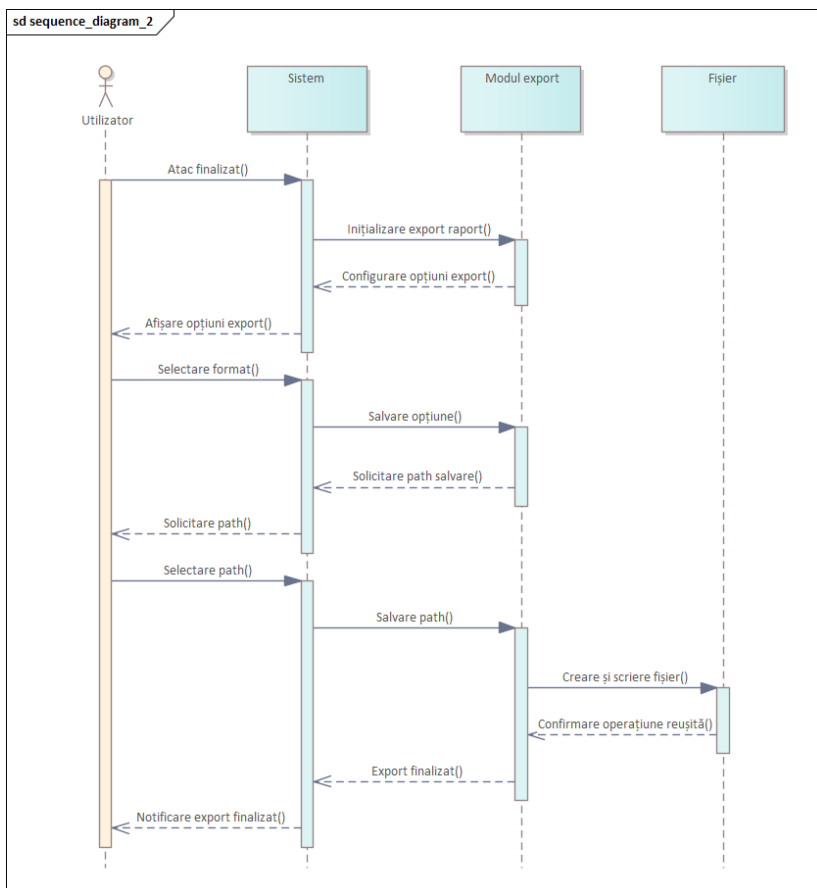 sd sequence_diagram_2
Utilizator
Sistem
Modul export
Fișier
Atac finalizat()
Inițializare export raport()
Configurare opțiuni export()
Afișare opțiuni export()
Selectare format()
Salvare opțiune()
Solicitare path salvare()
Solicitare path()
Selectare path()
Salvare path()
Creare și scriere fișier()
Confirmare operațiune reușită()
Export finalizat()
Notificare export finalizat()